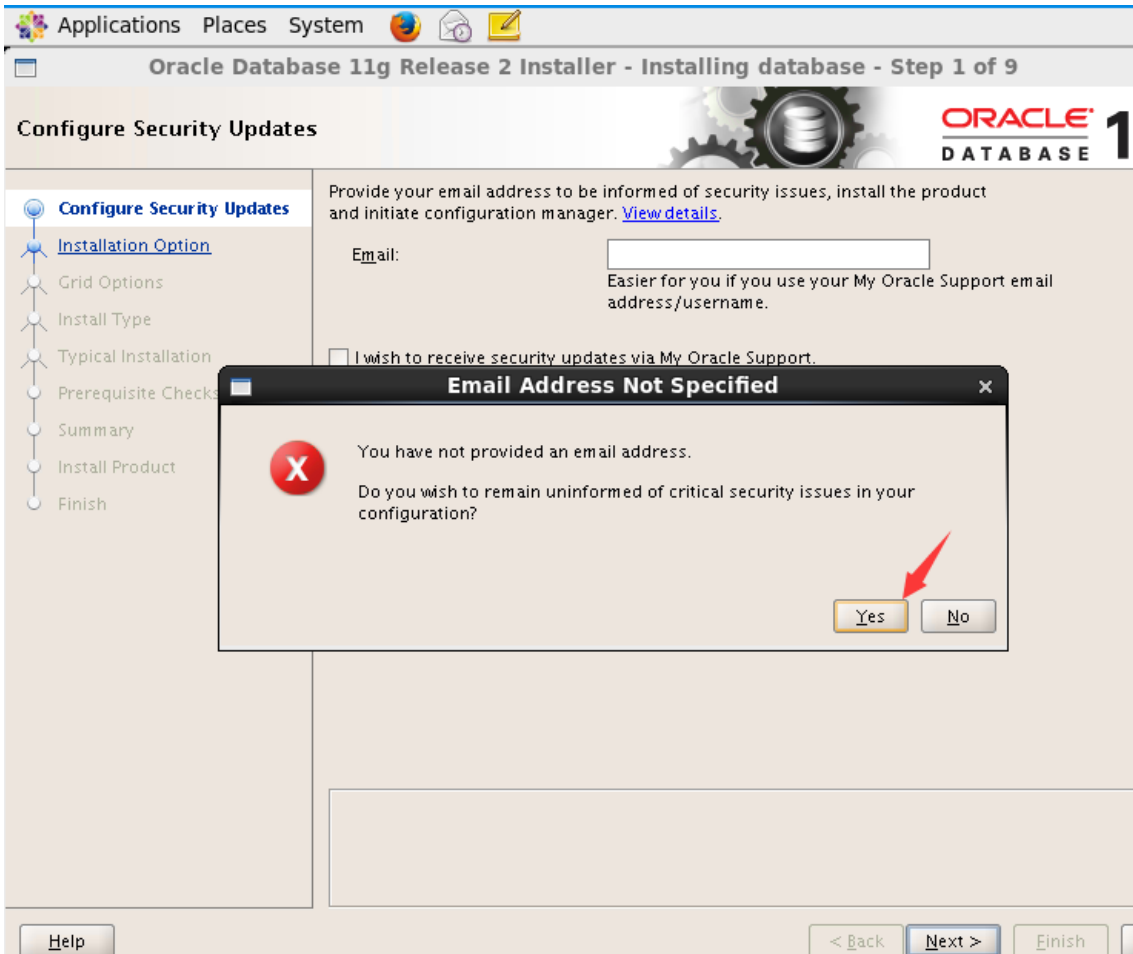 Applications Places System
Oracle Database 11g Release 2 Installer - Installing database - Step 1 of 9
Configure Security Updates
ORACLE
DATABASE 1
Configure Security Updates
Installation Option
Grid Options
Install Type
Typical Installation
Prerequisite Checks
Summary
Install Product
Finish
Provide your email address to be informed of security issues, install the product
and initiate configuration manager. View details.
Email:
Easier for you if you use your My Oracle Support email
address/username.
I wish to receive security updates via My Oracle Support.
Email Address Not Specified
You have not provided an email address.
Do you wish to remain uninformed of critical security issues in your
configuration?
Yes No
Help < Back Next > Finish